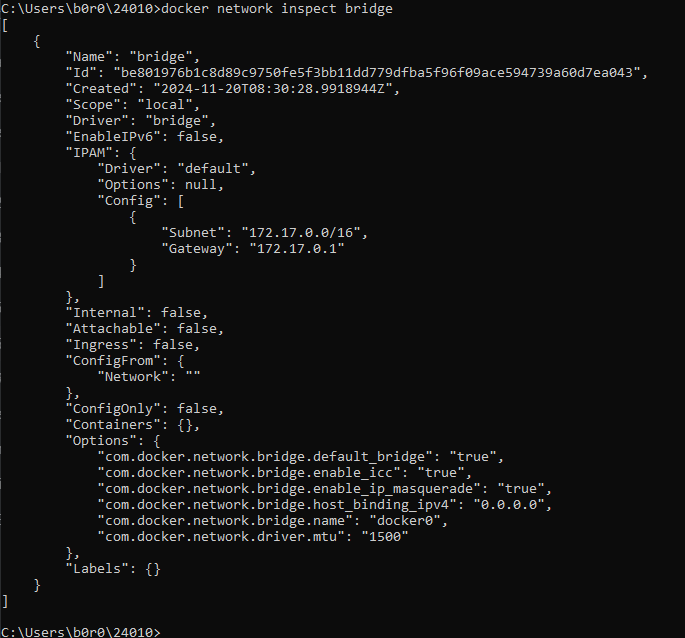 C:\Users\b0r0\24010>docker network inspect bridge
[
    {
        "Name": "bridge",
        "Id": "be801976b1c8d89c9750fe5f3bb11dd779dfba5f96f09ace594739a60d7ea043",
        "Created": "2024-11-20T08:30:28.9918944Z",
        "Scope": "local",
        "Driver": "bridge",
        "EnableIPv6": false,
        "IPAM": {
            "Driver": "default",
            "Options": null,
            "Config": [
                {
                    "Subnet": "172.17.0.0/16",
                    "Gateway": "172.17.0.1"
                }
            ]
        },
        "Internal": false,
        "Attachable": false,
        "Ingress": false,
        "ConfigFrom": {
            "Network": ""
        },
        "ConfigOnly": false,
        "Containers": {},
        "Options": {
            "com.docker.network.bridge.default_bridge": "true",
            "com.docker.network.bridge.enable_icc": "true",
            "com.docker.network.bridge.enable_ip_masquerade": "true",
            "com.docker.network.bridge.host_binding_ipv4": "0.0.0.0",
            "com.docker.network.bridge.name": "docker0",
            "com.docker.network.driver.mtu": "1500"
        },
        "Labels": {}
    }
]
C:\Users\b0r0\24010>